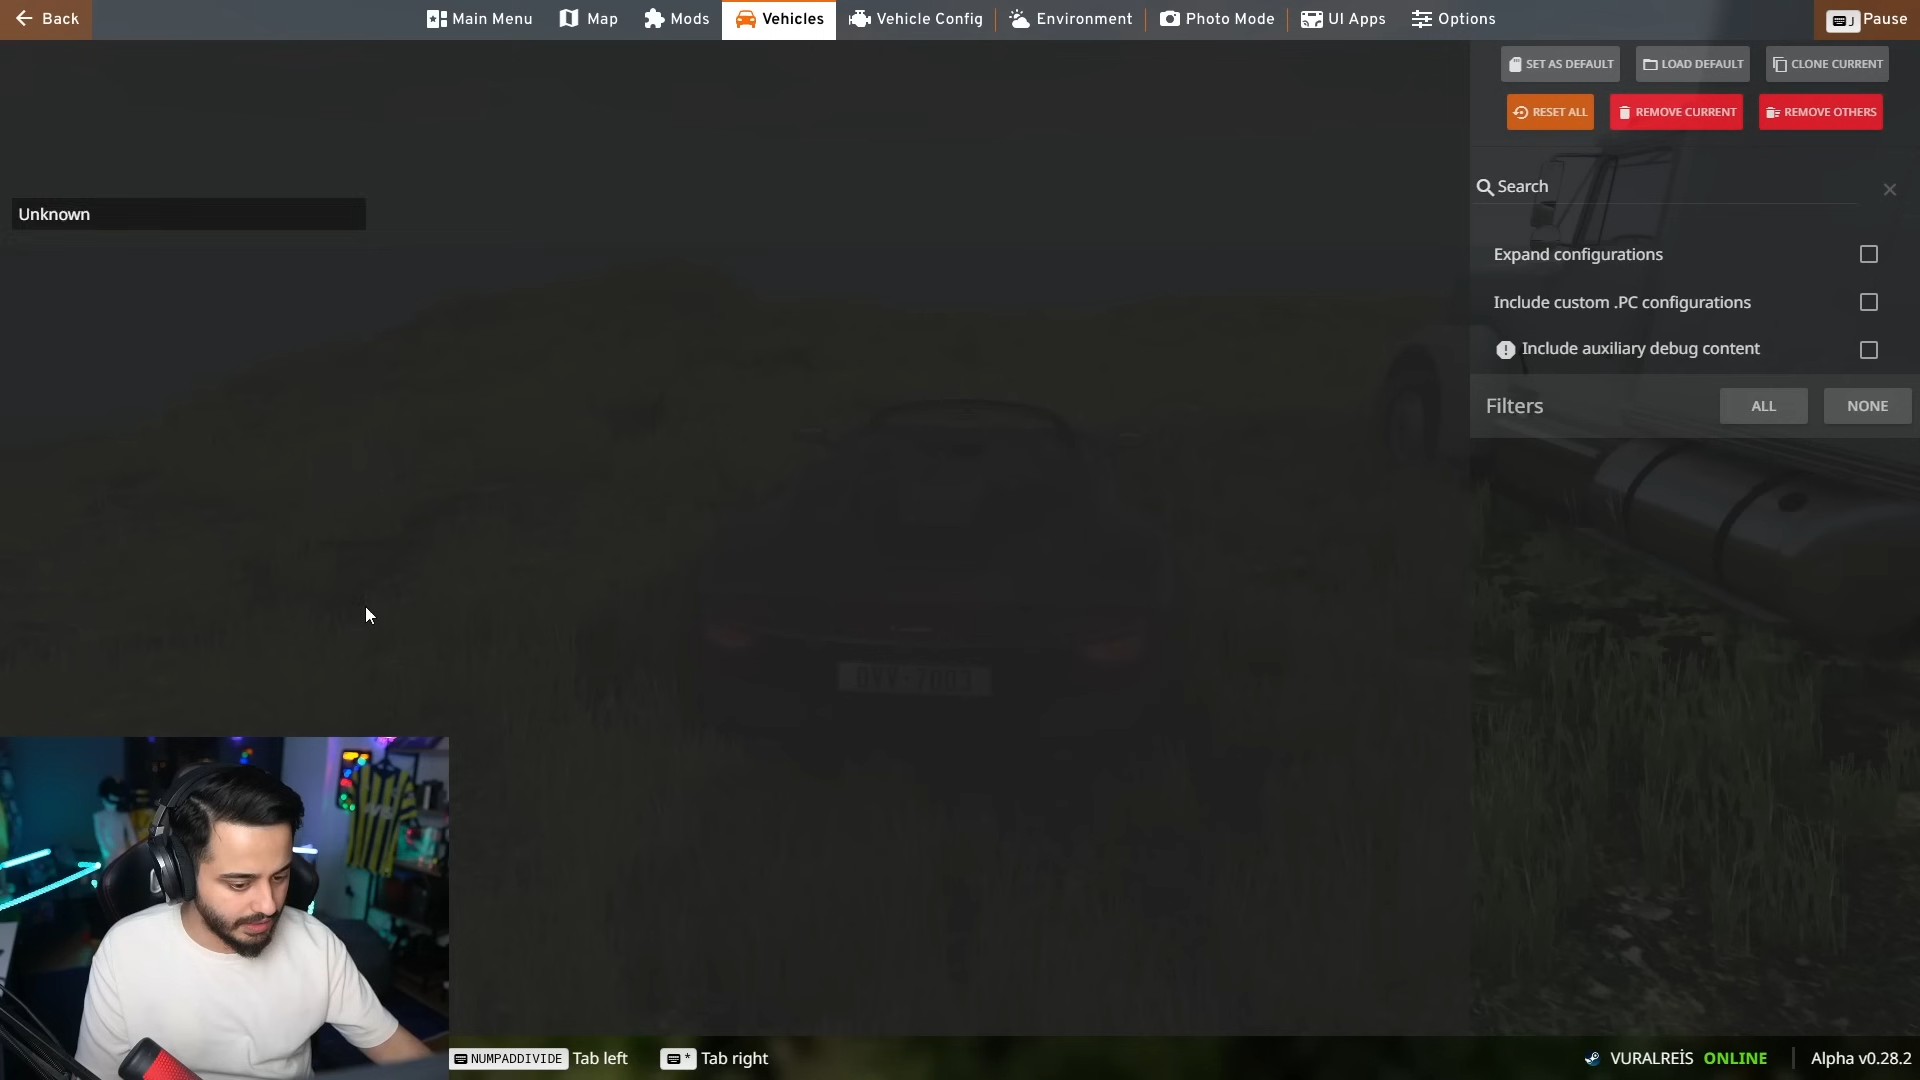 Back
Main Menu
Map
Mods
Vehicles
Vehicle Config
Environment
Photo Mode
UI Apps
Options
J Pause
SET AS DEFAULT
LOAD DEFAULT
CLONE CURRENT
RESET ALL
REMOVE CURRENT
REMOVE OTHERS
Search
Unknown
Expand configurations
Include custom .PC configurations
Include auxiliary debug content
Filters
ALL
NONE
NUMPADDIVIDE Tab left
* Tab right
VURALREİS ONLINE
Alpha v0.28.2